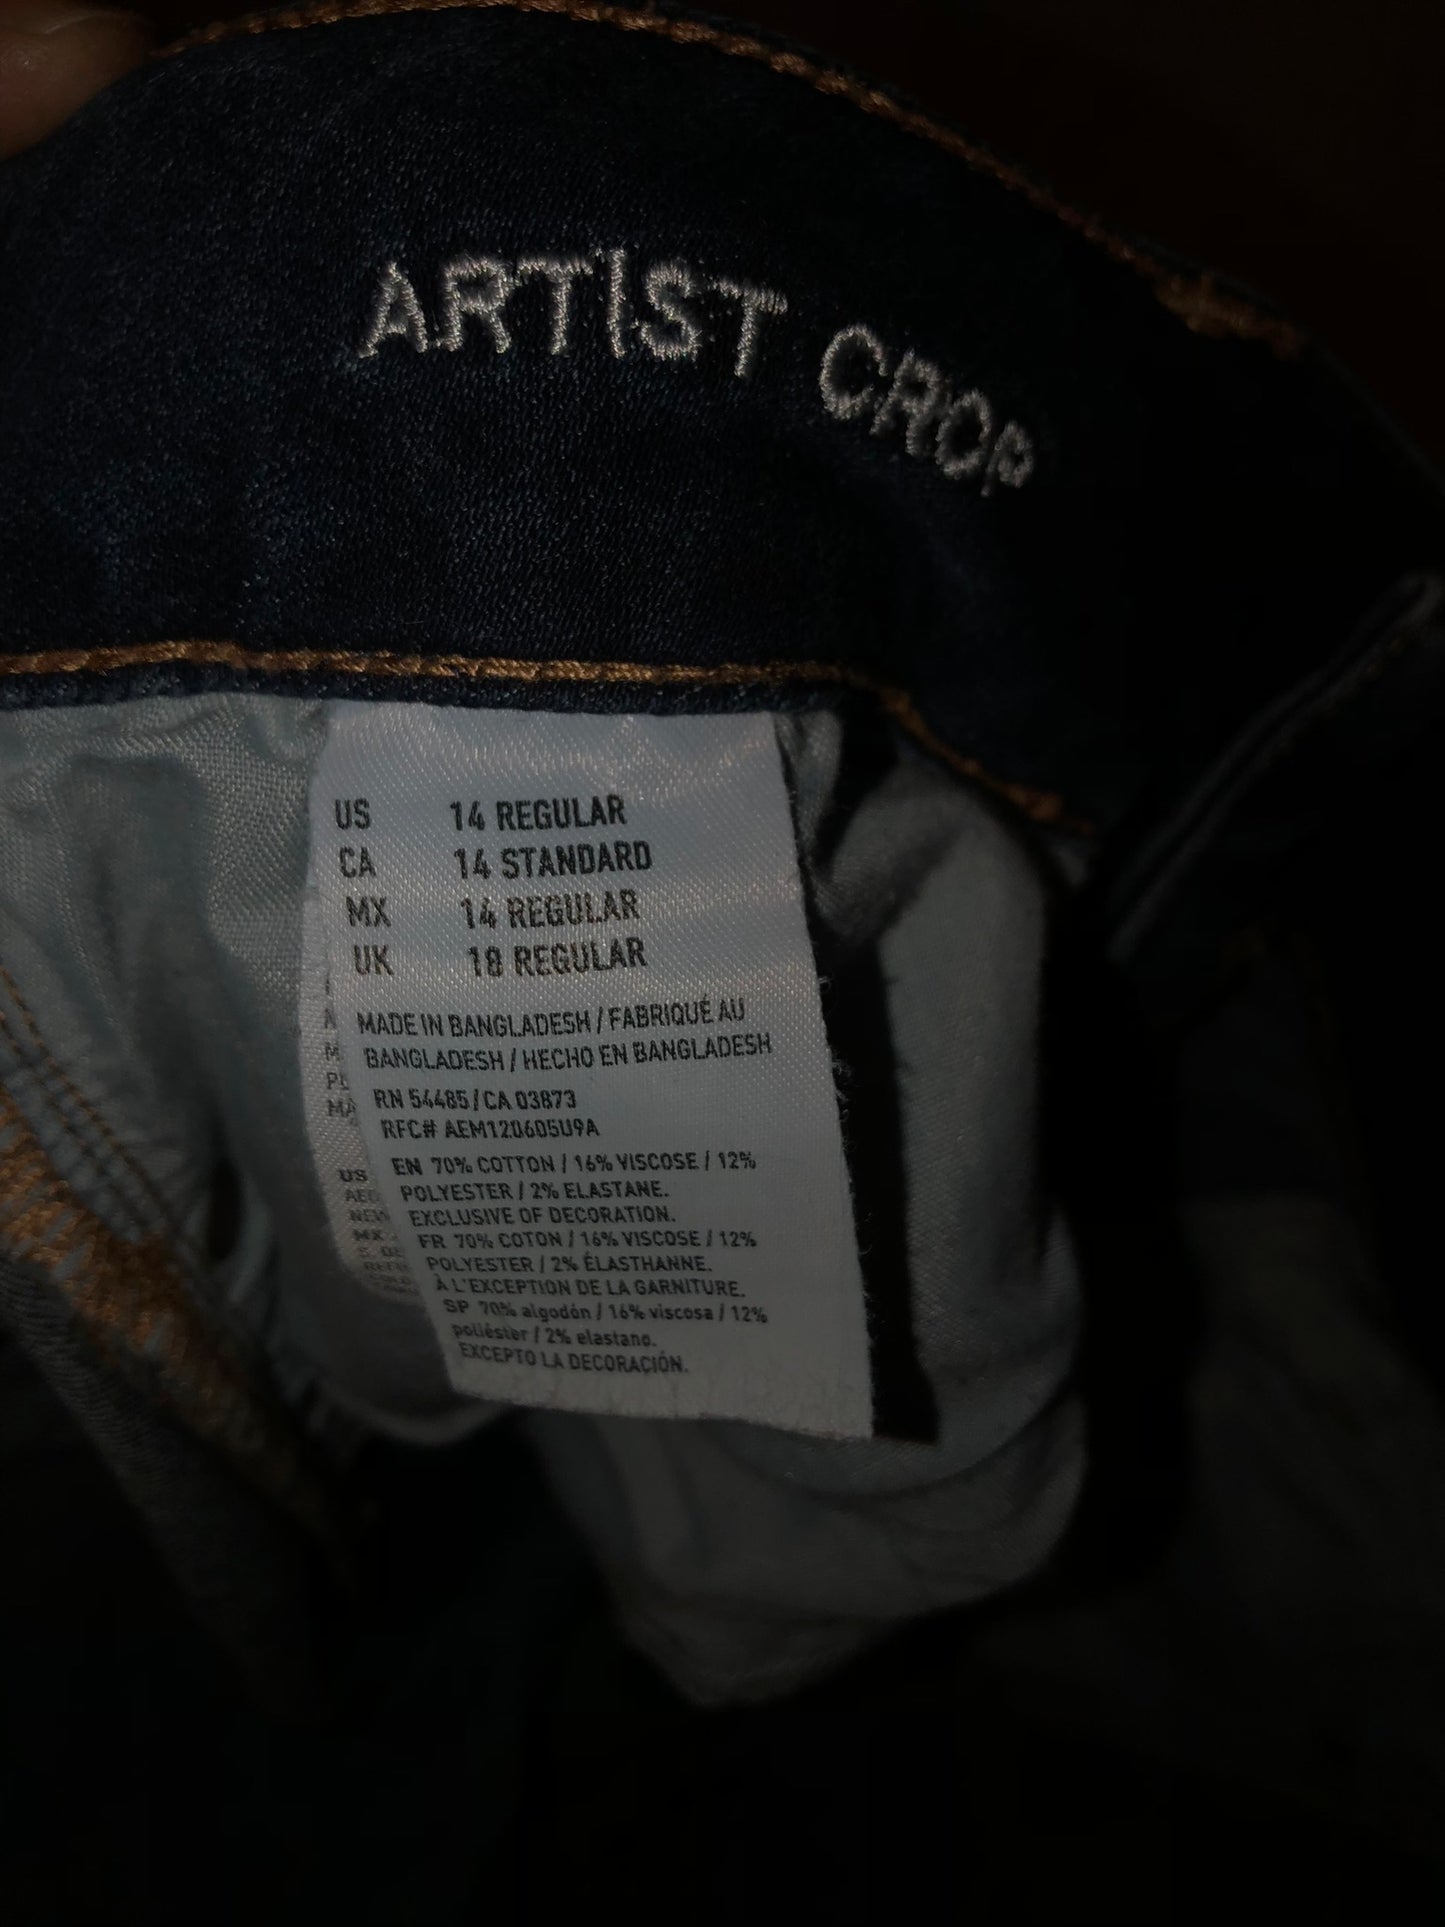 ARTIST CROP
US 14 REGULAR
CA 14 STANDARD
MX 14 REGULAR
UK 18 REGULAR
MADE IN BANGLADESH / FABRIQUÉ AU
BANGLADESH / HECHO EN BANGLADESH
RN 54485 / CA 03873
RFC# AEM120605U9A
EN 70% COTTON / 16% VISCOSE / 12%
POLYESTER / 2% ELASTANE.
EXCLUSIVE OF DECORATION.
FR 70% COTON / 16% VISCOSE / 12%
POLYESTER / 2% ÉLASTHANNE.
À L'EXCEPTION DE LA GARNITURE.
SP 70% algodón / 16% viscosa / 12%
poliéster / 2% elastano.
EXCEPTO LA DECORACIÓN.
US